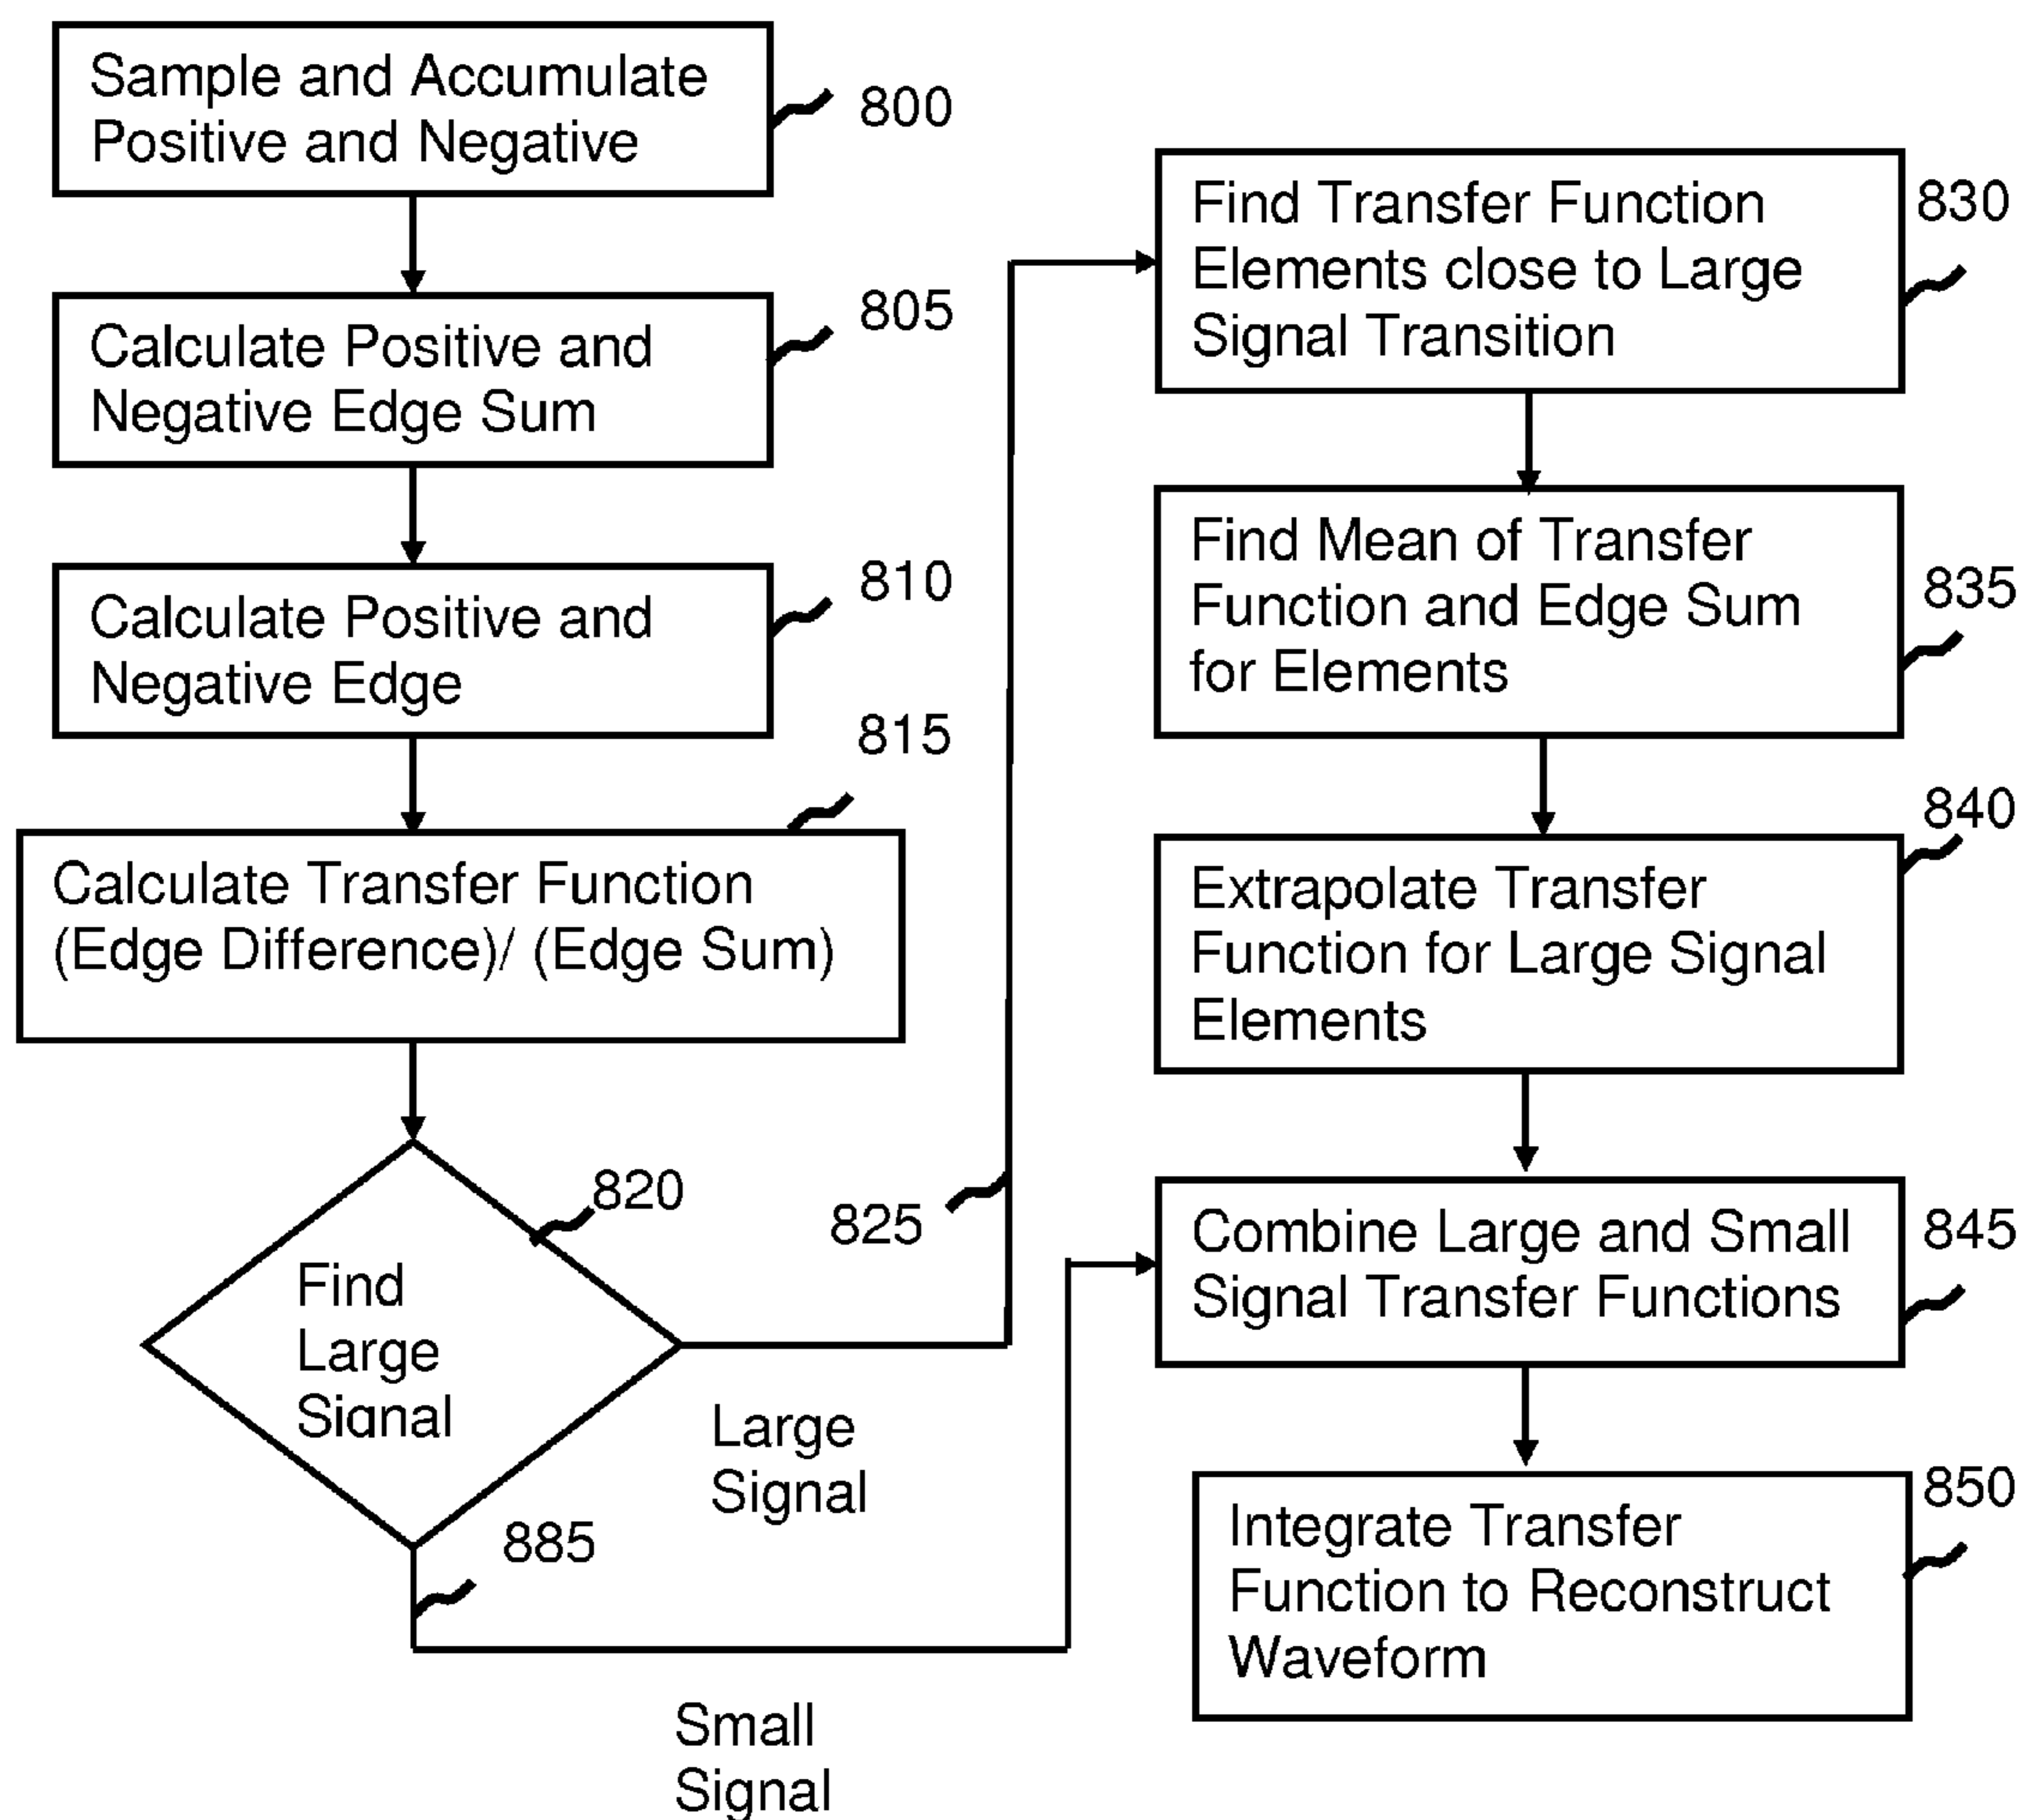 Sample and Accumulate
Positive and Negative
800
Calculate Positive and
Negative Edge Sum
805
Calculate Positive and
Negative Edge
810
Calculate Transfer Function
(Edge Difference)/ (Edge Sum)
815
Find
Large
Signal
820
Large
Signal
825
885
Small
Signal
Find Transfer Function
Elements close to Large
Signal Transition
830
Find Mean of Transfer
Function and Edge Sum
for Elements
835
Extrapolate Transfer
Function for Large Signal
Elements
840
Combine Large and Small
Signal Transfer Functions
845
Integrate Transfer
Function to Reconstruct
Waveform
850